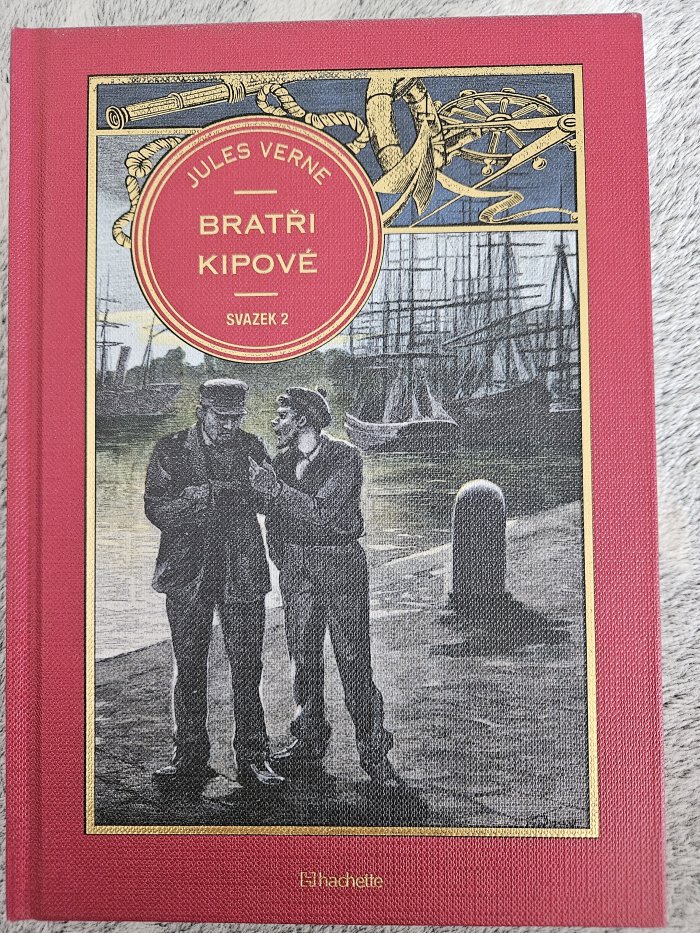 JULES VERNE
BRATŘI
KIPOVÉ
SVAZEK 2
hachette